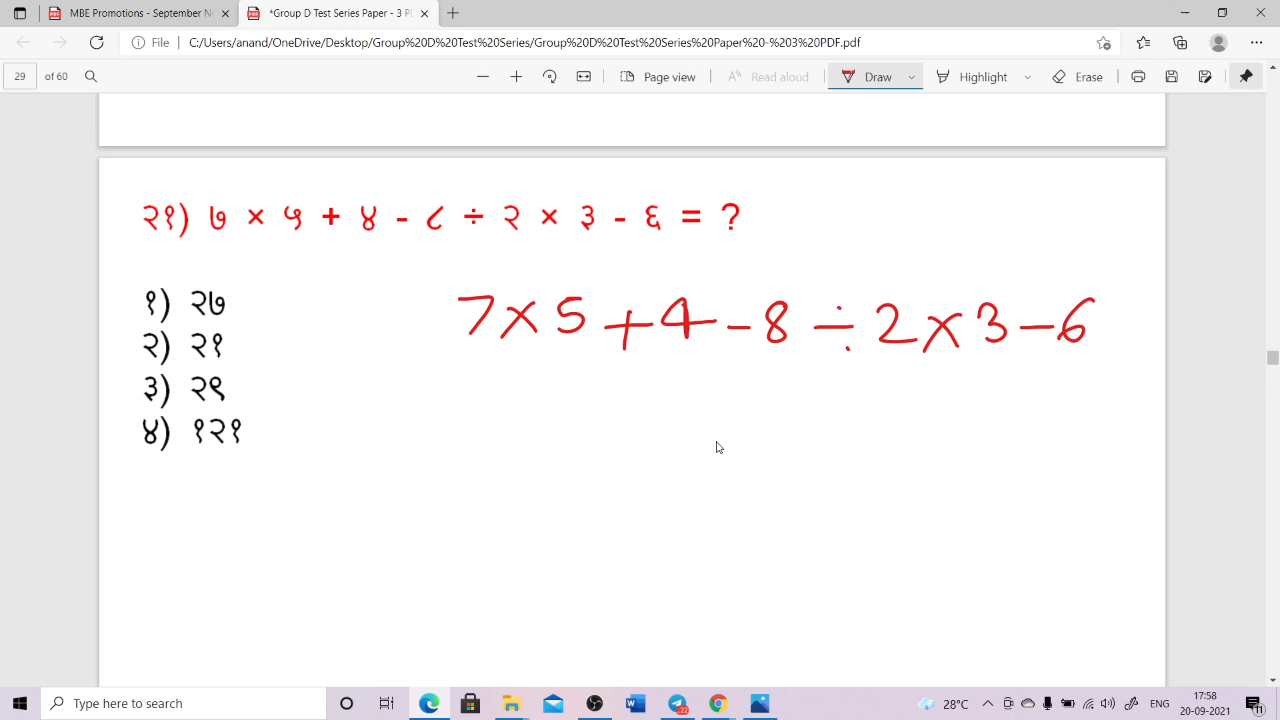 MBE Promotions - September No
*Group D Test Series Paper - 3 PD
File
C:/Users/anand/OneDrive/Desktop/Group%20D%20Test%20Series/Group%20D%20Test%20Series%20Paper%20-%203%20PDF.pdf
29 of 60
Page view
Read aloud
Draw
Highlight
Erase
२१) ७ × ५ + ४ - ८ ÷ २ × ३ - ६ = ?
7 × 5 + 4 - 8 ÷ 2 × 3 - 6
१) २७
२) २१
३) २९
४) १२१
Type here to search
28°C
ENG
17:58
20-09-2021